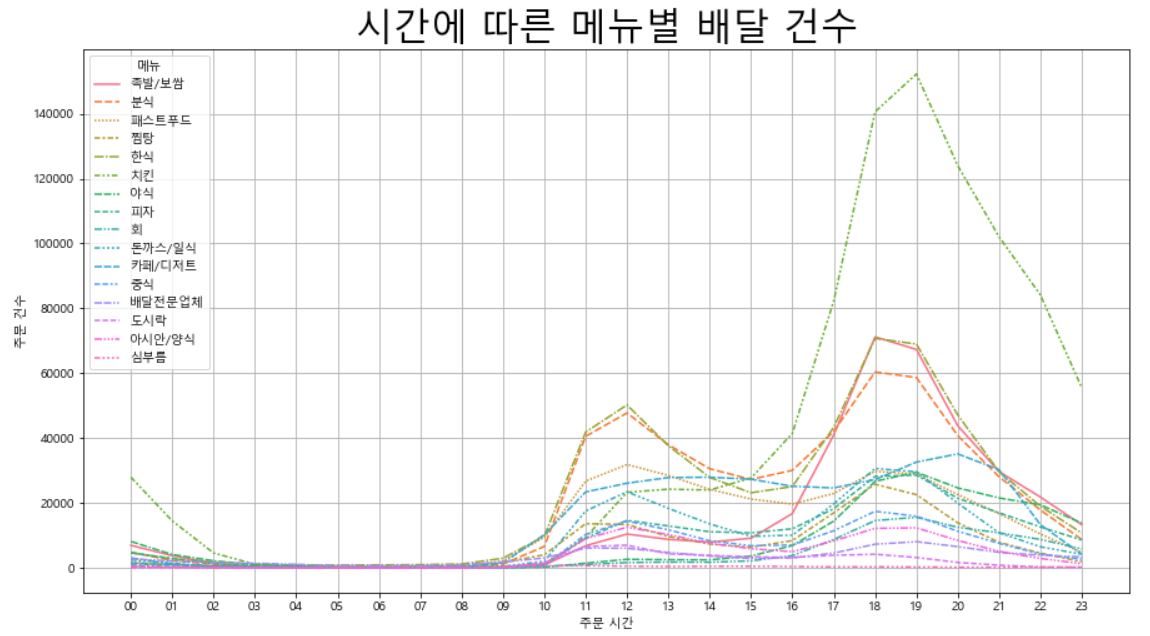 시간에 따른 메뉴별 배달 건수
메뉴
족발/보쌈
분식
패스트푸드
찜탕
한식
치킨
야식
피자
회
돈까스/일식
카페/디저트
중식
배달전문업체
도시락
아시안/양식
심부름
주문 건수
140000
120000
100000
80000
60000
40000
20000
0
00 01 02 03 04 05 06 07 08 09 10 11 12 13 14 15 16 17 18 19 20 21 22 23
주문 시간